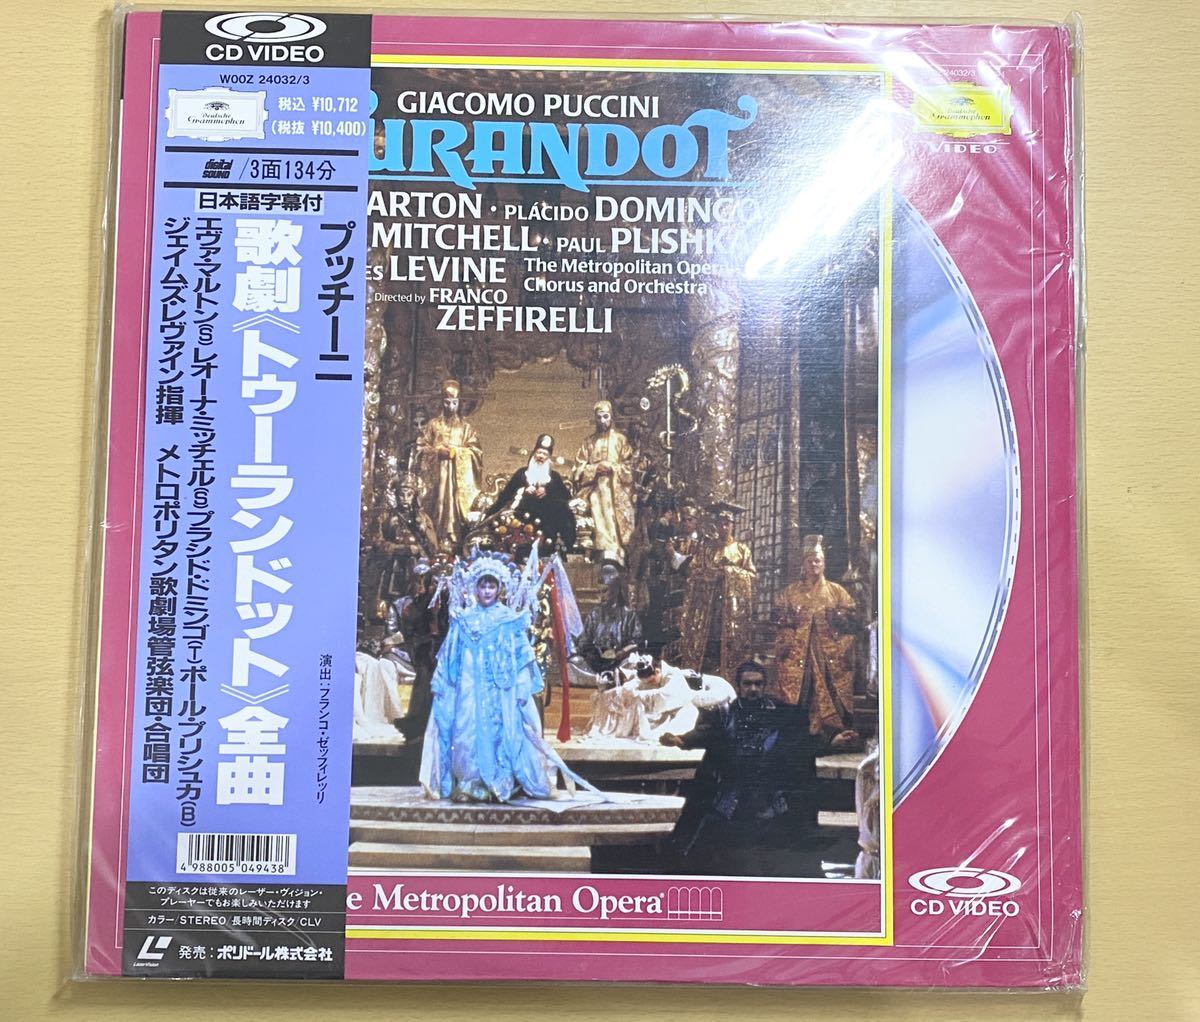 CD VIDEO
W00Z 24032/3
Deutsche
Grammophon
税込 ¥10,712
(税抜 ¥10,400)
digital
SOUND
/3面134分
日本語字幕付
プッチーニ
歌劇《トゥーランドット》全曲
エヴァ・マルトン(S)レオーナ・ミッチェル(S)プラシド・ドミンゴ(T)ポール・プリシュカ(B)
ジェイムズ・レヴァイン指揮 メトロポリタン歌劇場管弦楽団・合唱団
演出:フランコ・ゼッフィレッリ
4 988005 049438
このディスクは従来のレーザー・ヴィジョン・
プレーヤーでもお楽しみいただけます
カラー/STEREO/長時間ディスク/CLV
LaserVision
発売:ポリドール株式会社
GIACOMO PUCCINI
URANDOT
ARTON · PLÁCIDO DOMINGO
MITCHELL · PAUL PLISHKA
ES LEVINE
The Metropolitan Opera
Chorus and Orchestra
Directed by FRANCO
ZEFFIRELLI
24032/3
Deutsche
Grammophon
VIDEO
e Metropolitan Opera
CD VIDEO